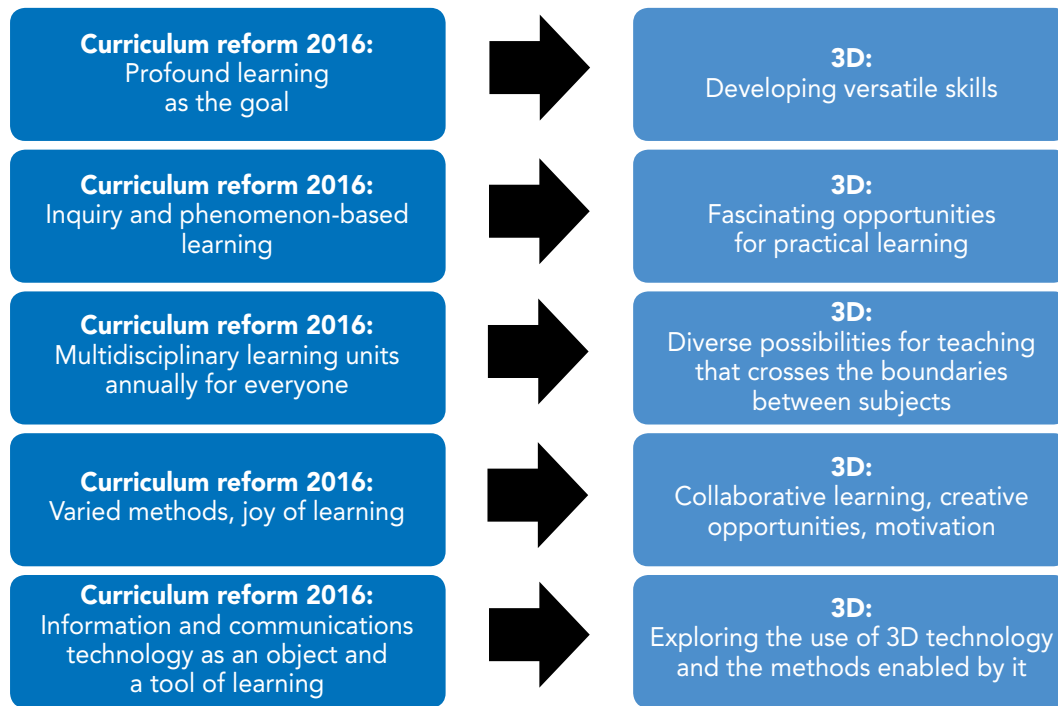 Curriculum reform 2016:
Profound learning
as the goal
3D:
Developing versatile skills
Curriculum reform 2016:
Inquiry and phenomenon-based
learning
3D:
Fascinating opportunities
for practical learning
Curriculum reform 2016:
Multidisciplinary learning units
annually for everyone
3D:
Diverse possibilities for teaching
that crosses the boundaries
between subjects
Curriculum reform 2016:
Varied methods, joy of learning
3D:
Collaborative learning, creative
opportunities, motivation
Curriculum reform 2016:
Information and communications
technology as an object and
a tool of learning
3D:
Exploring the use of 3D technology
and the methods enabled by it